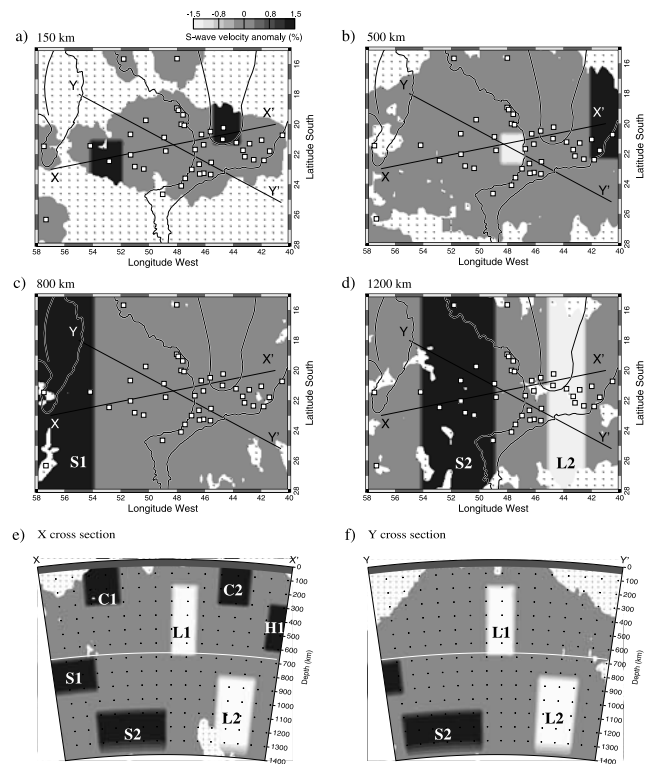 -1.5 -0.8 0 0.8 1.5
S-wave velocity anomaly (%)
a) 150 km
b) 500 km
Y X' X Y'
16 18 20 22 24 26 28
Latitude South
58 56 54 52 50 48 46 44 42 40
Longitude West
Y X' X Y'
16 18 20 22 24 26 28
Latitude South
58 56 54 52 50 48 46 44 42 40
Longitude West
c) 800 km
d) 1200 km
Y X' X Y'
S1
16 18 20 22 24 26 28
Latitude South
58 56 54 52 50 48 46 44 42 40
Longitude West
Y X' X Y'
S2 L2
16 18 20 22 24 26 28
Latitude South
58 56 54 52 50 48 46 44 42 40
Longitude West
e) X cross section
f) Y cross section
X X'
C1 C2 L1 H1
S1 S2 L2
0 100 200 300 400 500 600 700 800 900 1000 1100 1200 1300 1400
Depth (km)
Y Y'
L1
S2 L2
0 100 200 300 400 500 600 700 800 900 1000 1100 1200 1300 1400
Depth (km)